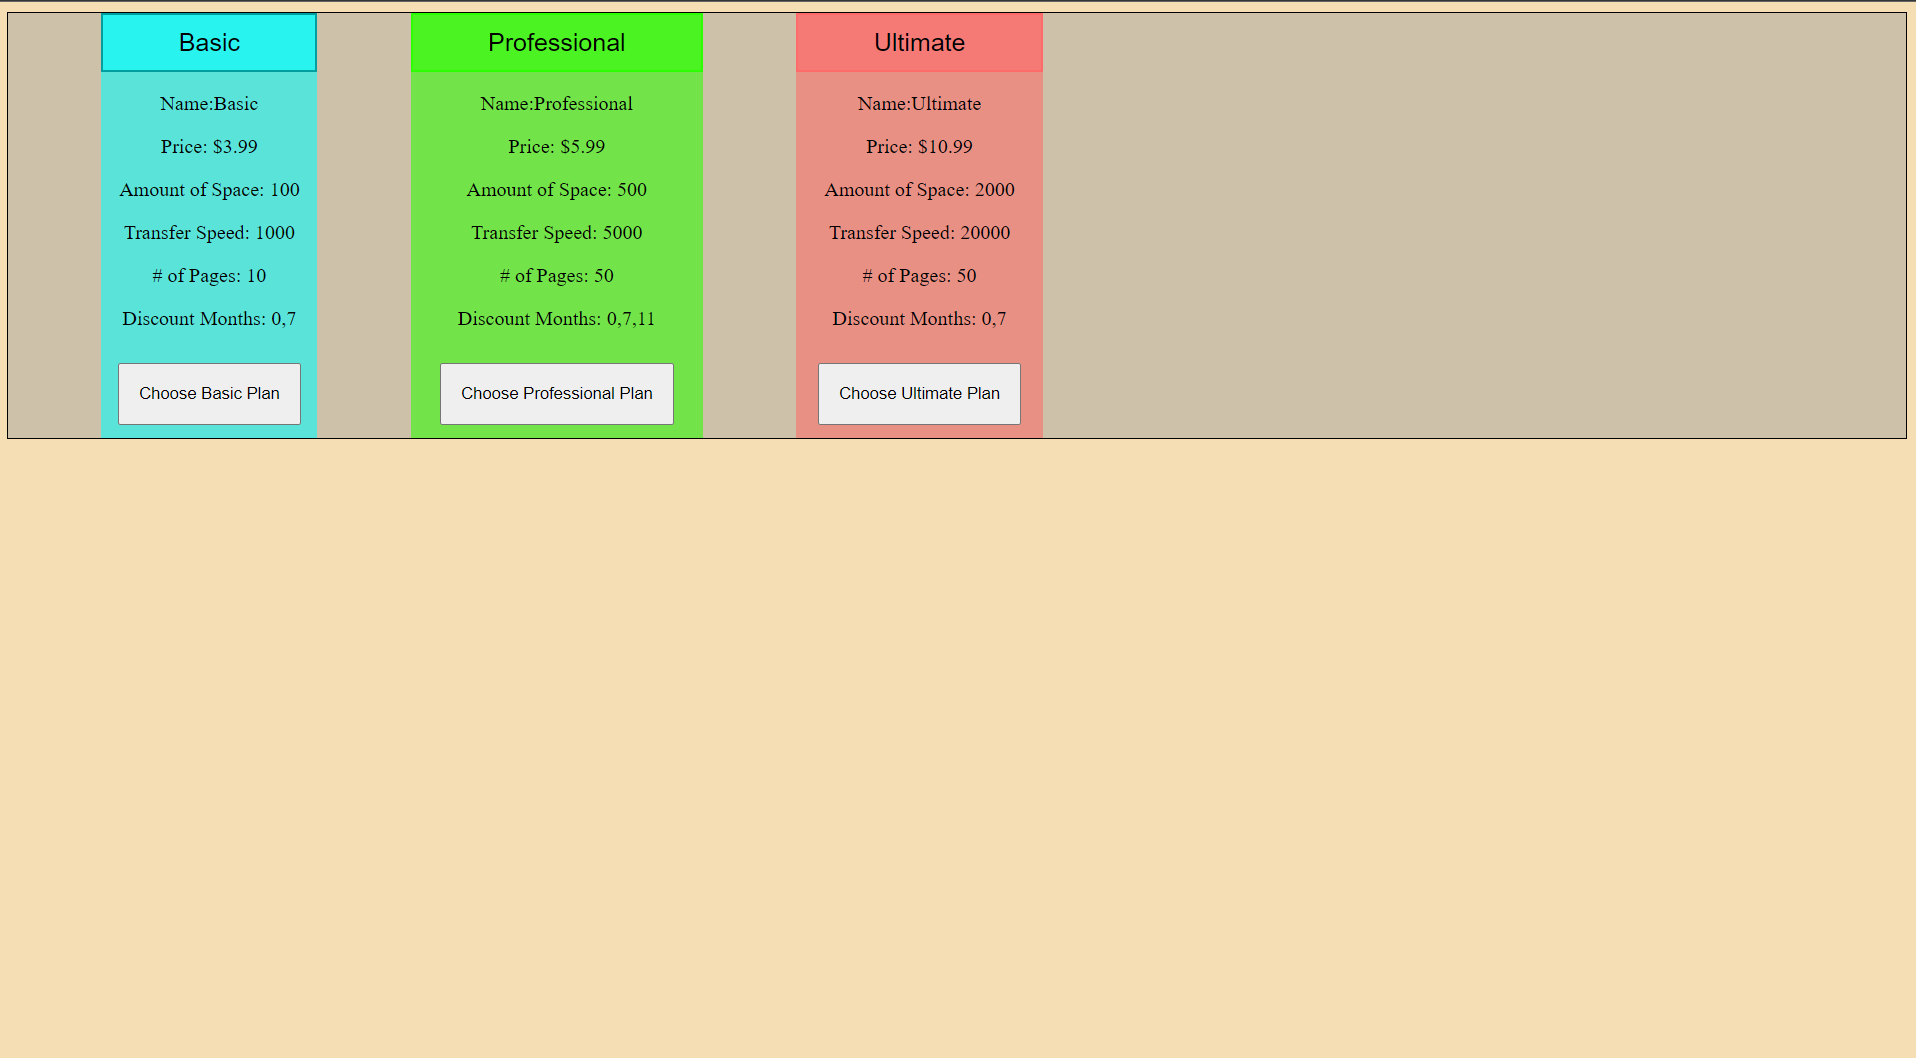 Basic
Name:Basic
Price: $3.99
Amount of Space: 100
Transfer Speed: 1000
# of Pages: 10
Discount Months: 0,7
Choose Basic Plan
Professional
Name:Professional
Price: $5.99
Amount of Space: 500
Transfer Speed: 5000
# of Pages: 50
Discount Months: 0,7,11
Choose Professional Plan
Ultimate
Name:Ultimate
Price: $10.99
Amount of Space: 2000
Transfer Speed: 20000
# of Pages: 50
Discount Months: 0,7
Choose Ultimate Plan